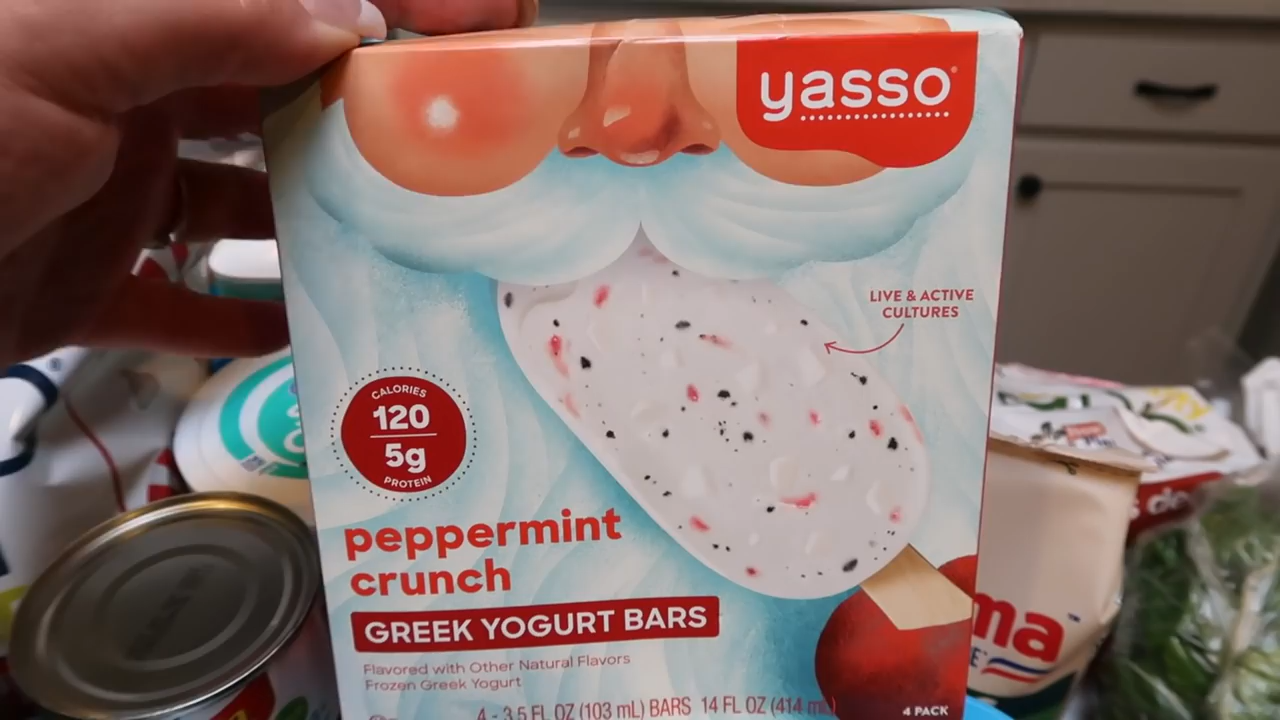 yasso
LIVE & ACTIVE
CULTURES
CALORIES
120
5g
PROTEIN
peppermint
crunch
GREEK YOGURT BARS
Flavored with Other Natural Flavors
Frozen Greek Yogurt
4 - 3.5 FL OZ (103 mL) BARS 14 FL OZ (414 mL)
4 PACK
ma